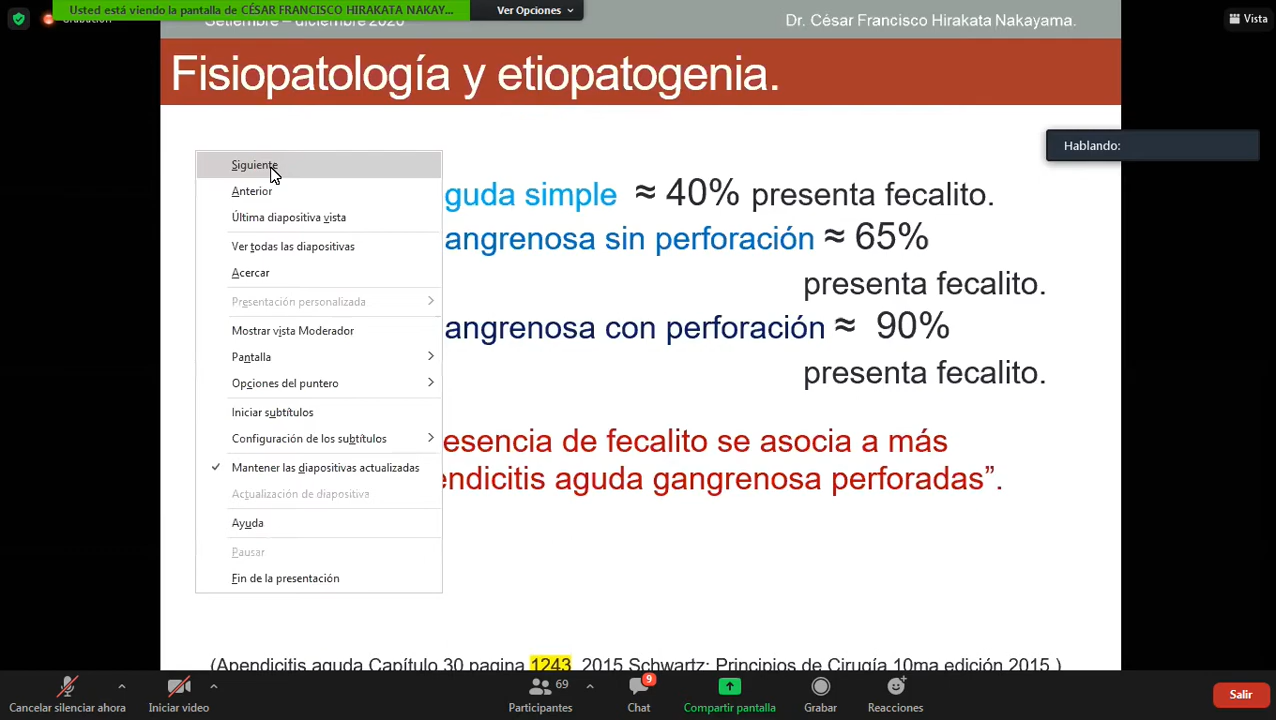 Usted está viendo la pantalla de CÉSAR FRANCISCO HIRAKATA NAKAY...
Ver Opciones
Vista
Setiembre – diciembre 2020
Dr. César Francisco Hirakata Nakayama.
Fisiopatología y etiopatogenia.
Hablando:
Siguiente
Anterior
Última diapositiva vista
Ver todas las diapositivas
Acercar
Presentación personalizada
Mostrar vista Moderador
Pantalla
Opciones del puntero
Iniciar subtítulos
Configuración de los subtítulos
Mantener las diapositivas actualizadas
Actualización de diapositiva
Ayuda
Pausar
Fin de la presentación
guda simple ≈ 40% presenta fecalito.
angrenosa sin perforación ≈ 65%
presenta fecalito.
angrenosa con perforación ≈ 90%
presenta fecalito.
esencia de fecalito se asocia a más
endicitis aguda gangrenosa perforadas”.
(Apendicitis aguda Capítulo 30 pagina 1243 2015 Schwartz: Principios de Cirugía 10ma edición 2015.)
Cancelar silenciar ahora
Iniciar video
69
Participantes
9
Chat
Compartir pantalla
Grabar
Reacciones
Salir